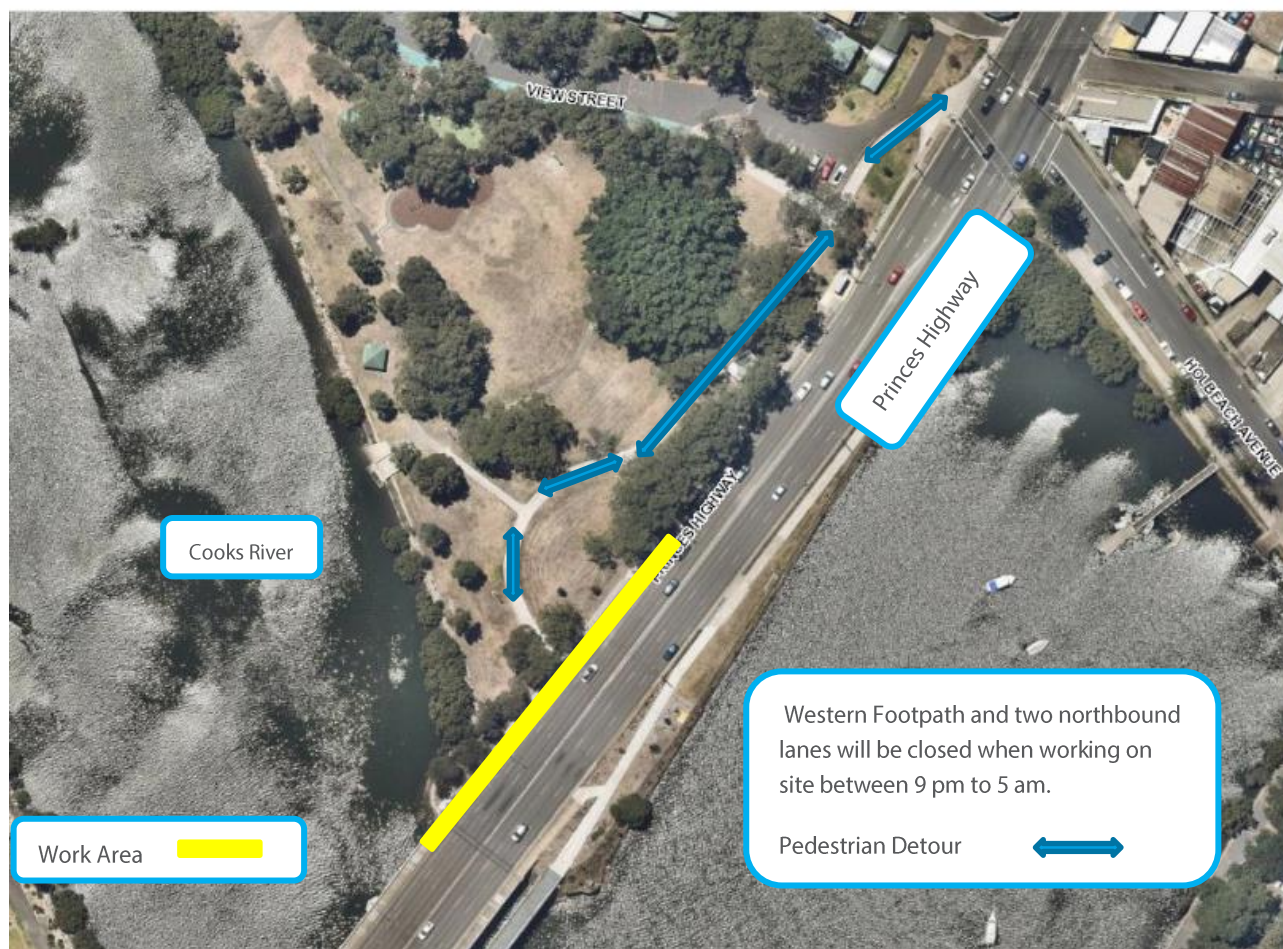 VIEW STREET
Princes Highway
HOLBEACH AVENUE
PRINCES HIGHWAY
Cooks River
Western Footpath and two northbound
lanes will be closed when working on
site between 9 pm to 5 am.
Pedestrian Detour
Work Area